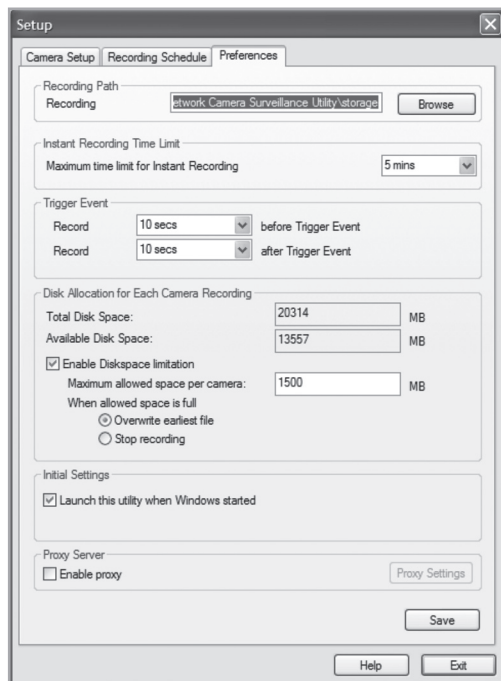 Setup
Camera Setup Recording Schedule Preferences
Recording Path
Recording etwork Camera Surveillance Utility\storage Browse
Instant Recording Time Limit
Maximum time limit for Instant Recording 5 mins
Trigger Event
Record 10 secs before Trigger Event
Record 10 secs after Trigger Event
Disk Allocation for Each Camera Recording
Total Disk Space: 20314 MB
Available Disk Space: 13557 MB
Enable Diskspace limitation
Maximum allowed space per camera: 1500 MB
When allowed space is full
Overwrite earliest file
Stop recording
Initial Settings
Launch this utility when Windows started
Proxy Server
Enable proxy Proxy Settings
Save
Help Exit